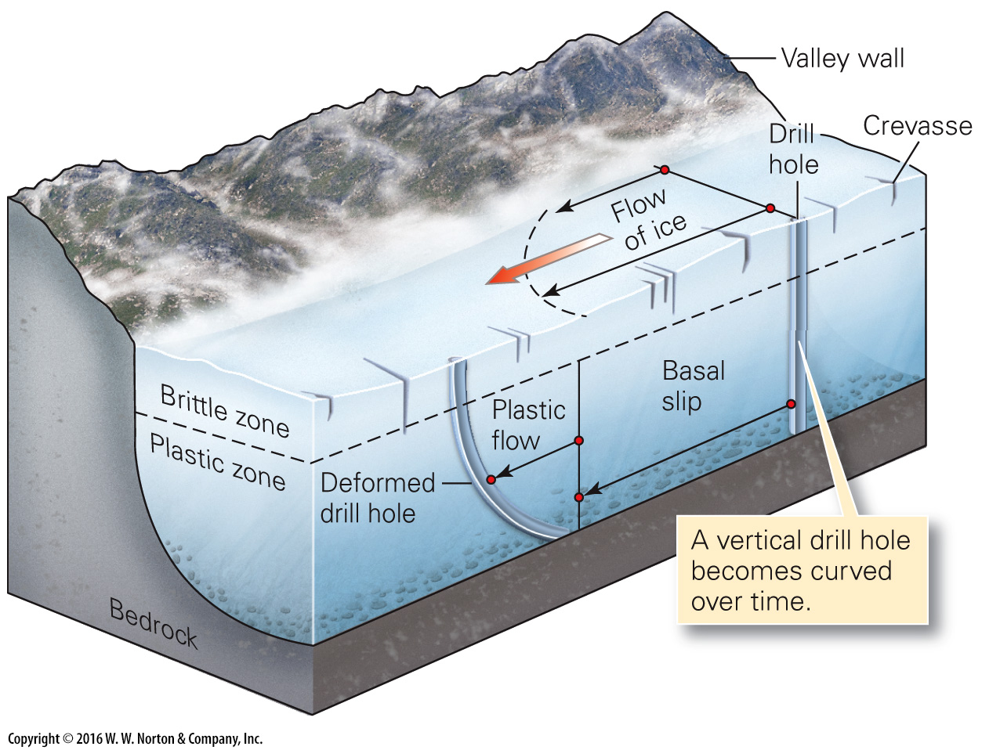 Valley wall
Crevasse
Drill
hole
Flow
of ice
Basal
slip
Brittle zone
Plastic
flow
Plastic zone
Deformed
drill hole
A vertical drill hole
becomes curved
over time.
Bedrock
Copyright © 2016 W. W. Norton & Company, Inc.